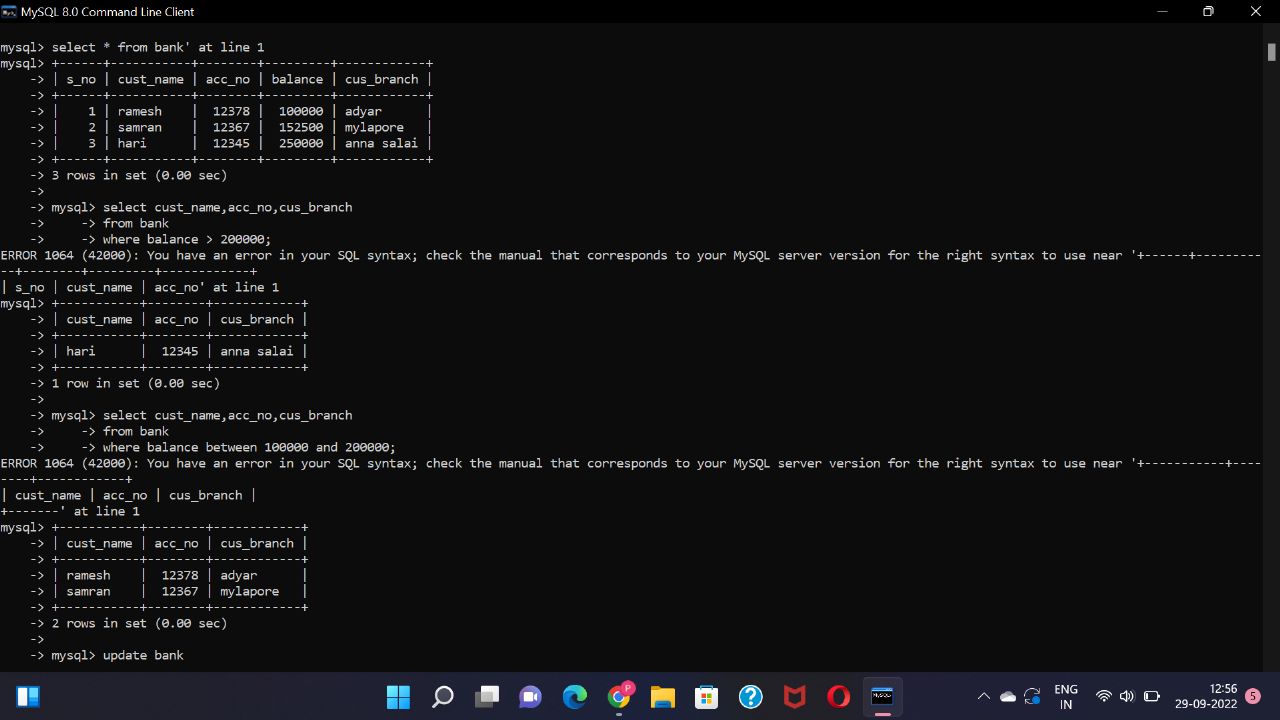 MySQL 8.0 Command Line Client
mysql> select * from bank' at line 1
mysql> +------+-----------+--------+---------+------------+
    -> | s_no | cust_name | acc_no | balance | cus_branch |
    -> +------+-----------+--------+---------+------------+
    -> |    1 | ramesh    |  12378 |  100000 | adyar      |
    -> |    2 | samran    |  12367 |  152500 | mylapore   |
    -> |    3 | hari      |  12345 |  250000 | anna salai |
    -> +------+-----------+--------+---------+------------+
    -> 3 rows in set (0.00 sec)
    ->
    -> mysql> select cust_name,acc_no,cus_branch
    ->     -> from bank
    ->     -> where balance > 200000;
ERROR 1064 (42000): You have an error in your SQL syntax; check the manual that corresponds to your MySQL server version for the right syntax to use near '+------+---------
--+--------+---------+------------+
| s_no | cust_name | acc_no' at line 1
mysql> +-----------+--------+------------+
    -> | cust_name | acc_no | cus_branch |
    -> +-----------+--------+------------+
    -> | hari      |  12345 | anna salai |
    -> +-----------+--------+------------+
    -> 1 row in set (0.00 sec)
    ->
    -> mysql> select cust_name,acc_no,cus_branch
    ->     -> from bank
    ->     -> where balance between 100000 and 200000;
ERROR 1064 (42000): You have an error in your SQL syntax; check the manual that corresponds to your MySQL server version for the right syntax to use near '+-----------+----
----+------------+
| cust_name | acc_no | cus_branch |
+-------' at line 1
mysql> +-----------+--------+------------+
    -> | cust_name | acc_no | cus_branch |
    -> +-----------+--------+------------+
    -> | ramesh    |  12378 | adyar      |
    -> | samran    |  12367 | mylapore   |
    -> +-----------+--------+------------+
    -> 2 rows in set (0.00 sec)
    ->
    -> mysql> update bank
P
ENG
IN
12:56
29-09-2022
5